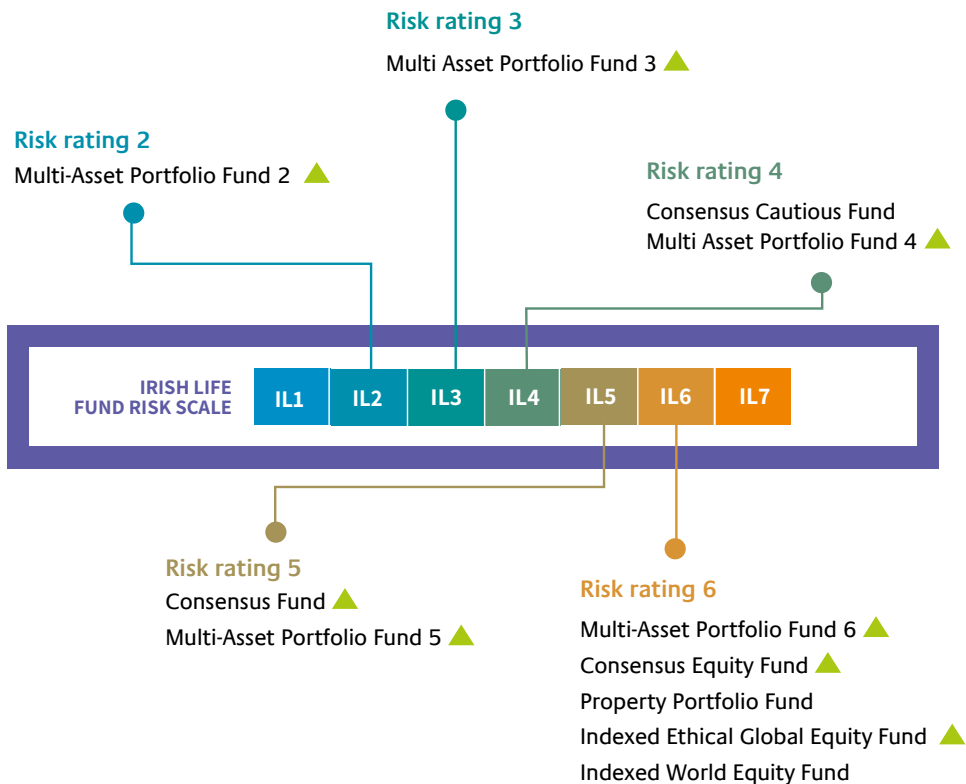 Risk rating 3
Multi Asset Portfolio Fund 3
Risk rating 2
Multi-Asset Portfolio Fund 2
Risk rating 4
Consensus Cautious Fund
Multi Asset Portfolio Fund 4
IRISH LIFE
FUND RISK SCALE
IL1 IL2 IL3 IL4 IL5 IL6 IL7
Risk rating 5
Consensus Fund
Multi-Asset Portfolio Fund 5
Risk rating 6
Multi-Asset Portfolio Fund 6
Consensus Equity Fund
Property Portfolio Fund
Indexed Ethical Global Equity Fund
Indexed World Equity Fund